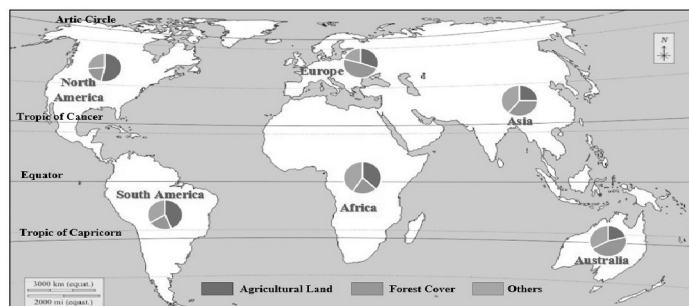 Artic Circle
N
Europe
d
North
America
Asia
Tropic of Cancer
Equator
South America
Africa
Tropic of Capricorn
Australia
3000 km (equat.)
2000 mi (equat.)
Agricultural Land
Forest Cover
Others